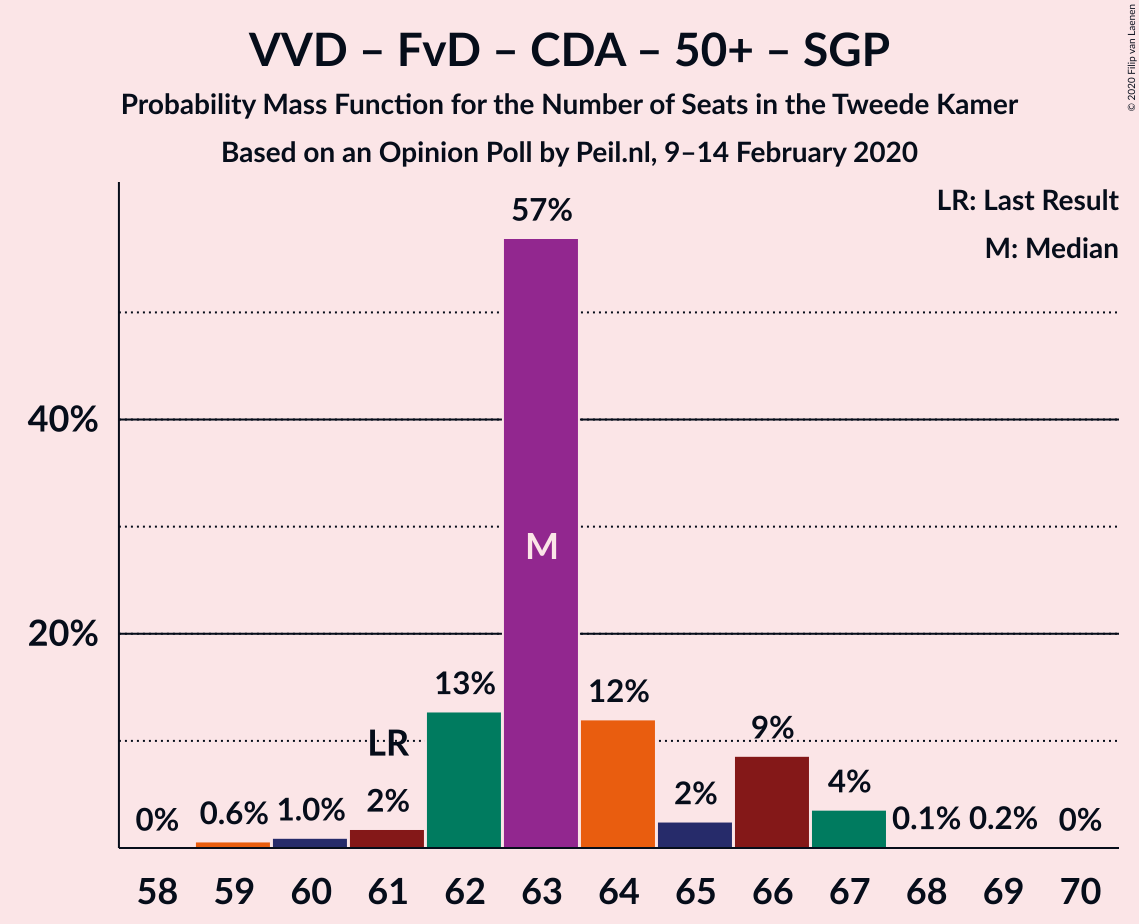 VVD – FvD – CDA – 50+ – SGP
Probability Mass Function for the Number of Seats in the Tweede Kamer
Based on an Opinion Poll by Peil.nl, 9–14 February 2020
© 2020 Filip van Laenen
LR: Last Result
M: Median
57%
40%
M
20%
13%
12%
LR
9%
0%
0.6%
1.0%
2%
2%
4%
0.1%
0.2%
0%
58 59 60 61 62 63 64 65 66 67 68 69 70